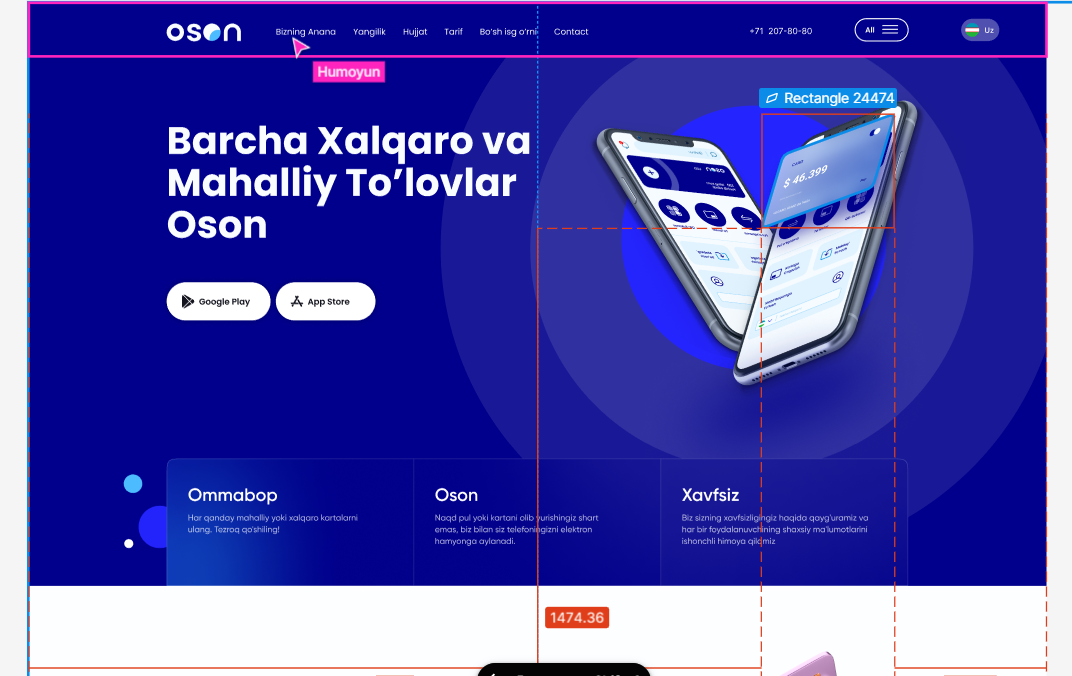 oson
Bizning Anana
Yangilik
Hujjat
Tarif
Bo'sh isg o'rni
Contact
+71 207-80-80
All
Uz
Humoyun
Rectangle 24474
Barcha Xalqaro va
Mahalliy To’lovlar
Oson
$ 46.399
Google Play
App Store
Ommabop
Har qanday mahalliy yoki xalqaro kartalarni
ulang. Tezroq qo'shiling!
Oson
Naqd pul yoki kartani olib yurishingiz shart
emas, biz bilan siz telefoningizni elektron
hamyonga aylanadi.
Xavfsiz
Biz sizning xavfsizligingiz haqida qayg'uramiz va
har bir foydalanuvchining shaxsiy ma'lumotlarini
ishonchli himoya qilamiz
1474.36